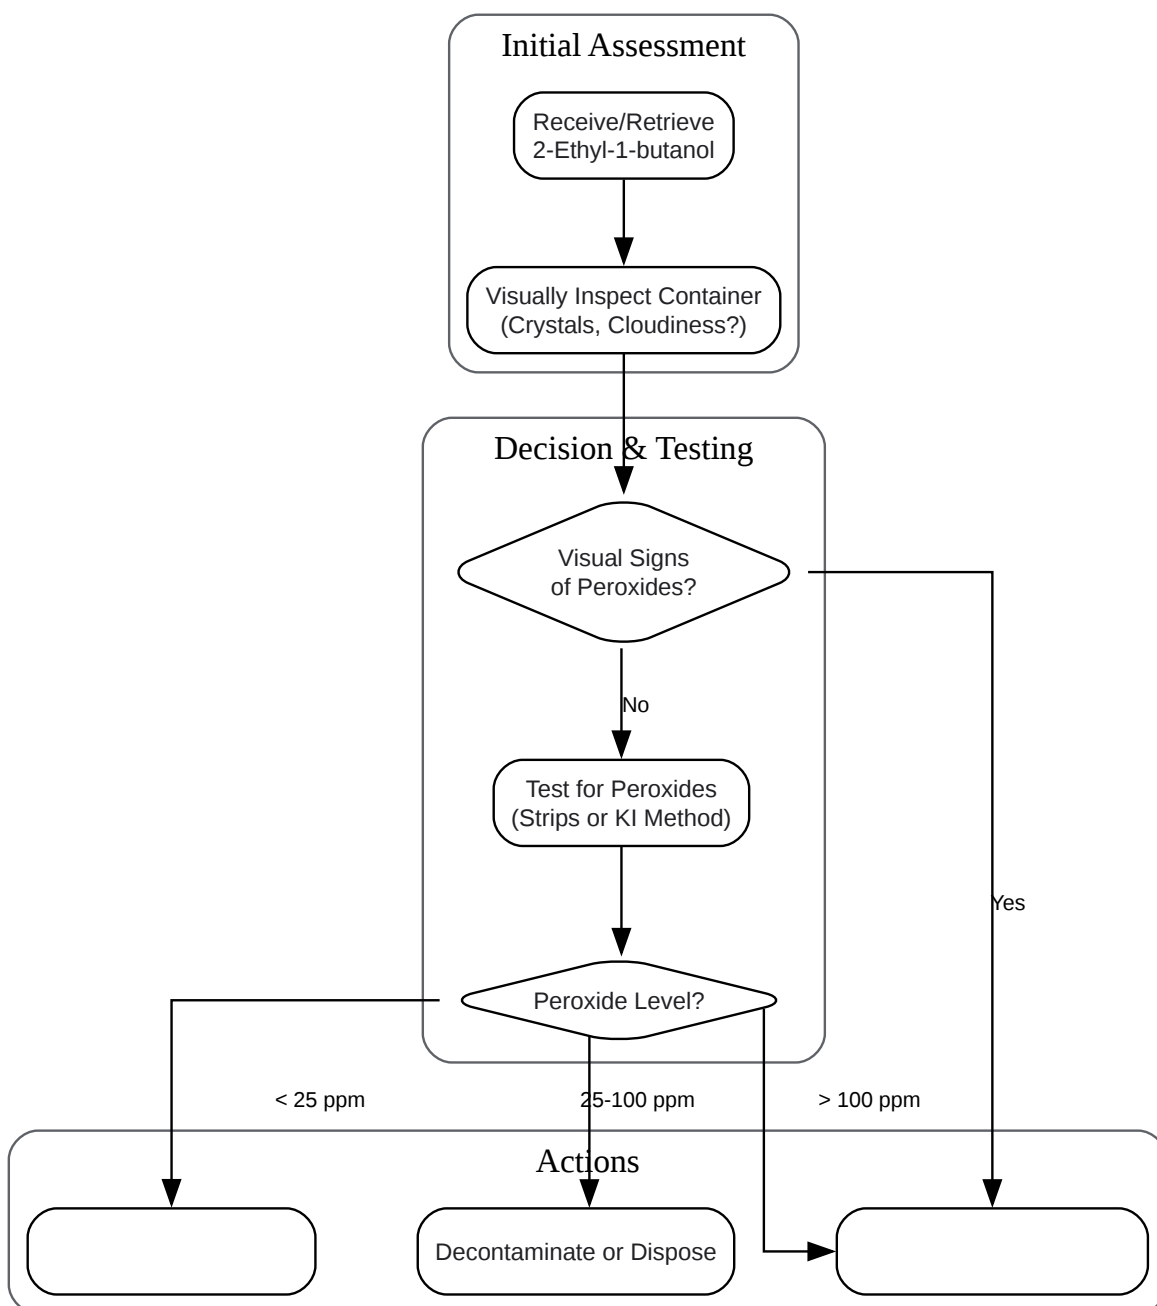 Initial Assessment
Receive/Retrieve
2-Ethyl-1-butanol
Visually Inspect Container
(Crystals, Cloudiness?)
Decision & Testing
Visual Signs
of Peroxides?
No
Test for Peroxides
(Strips or KI Method)
Yes
Peroxide Level?
< 25 ppm
25-100 ppm
> 100 ppm
Actions
Decontaminate or Dispose